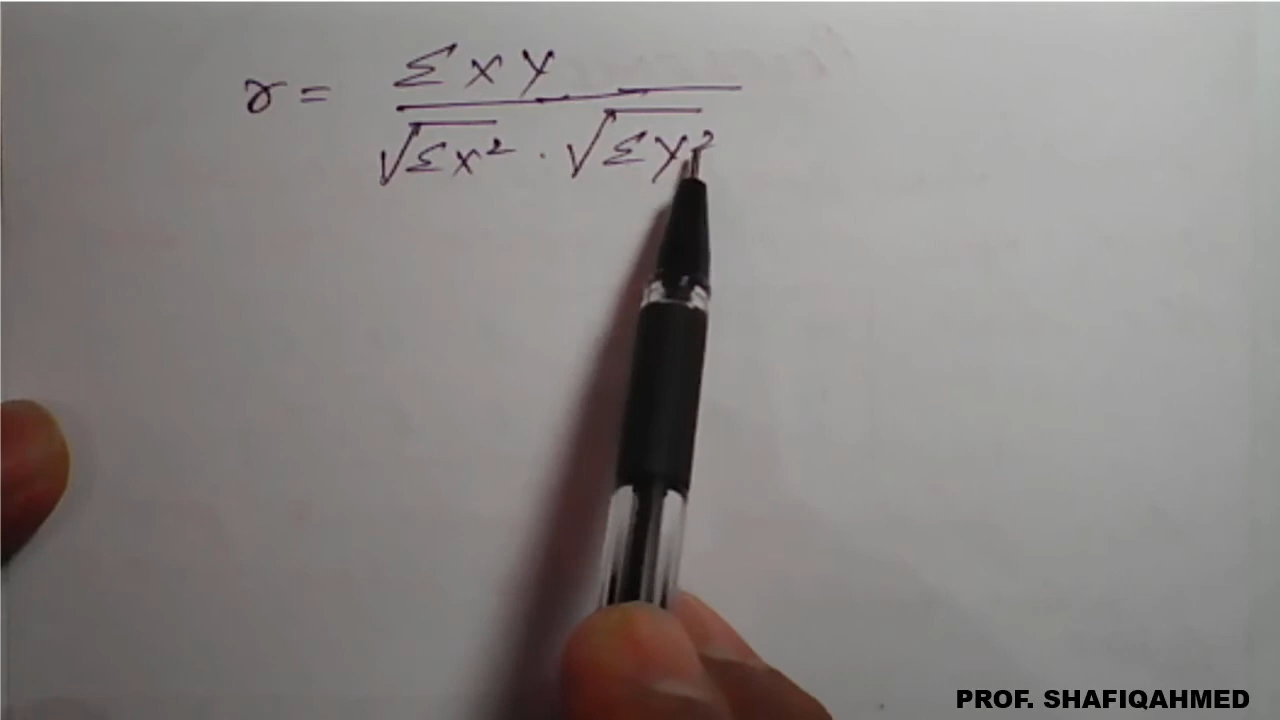 r = Σxy
√Σx² · √Σy²
PROF. SHAFIQAHMED